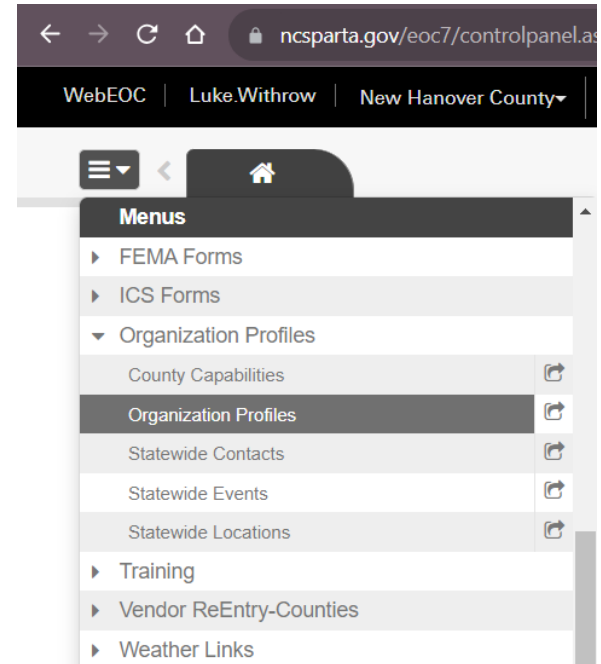 ncsparta.gov/eoc7/controlpanel.as
WebEOC | Luke.Withrow | New Hanover County
Menus
FEMA Forms
ICS Forms
Organization Profiles
County Capabilities
Organization Profiles
Statewide Contacts
Statewide Events
Statewide Locations
Training
Vendor ReEntry-Counties
Weather Links